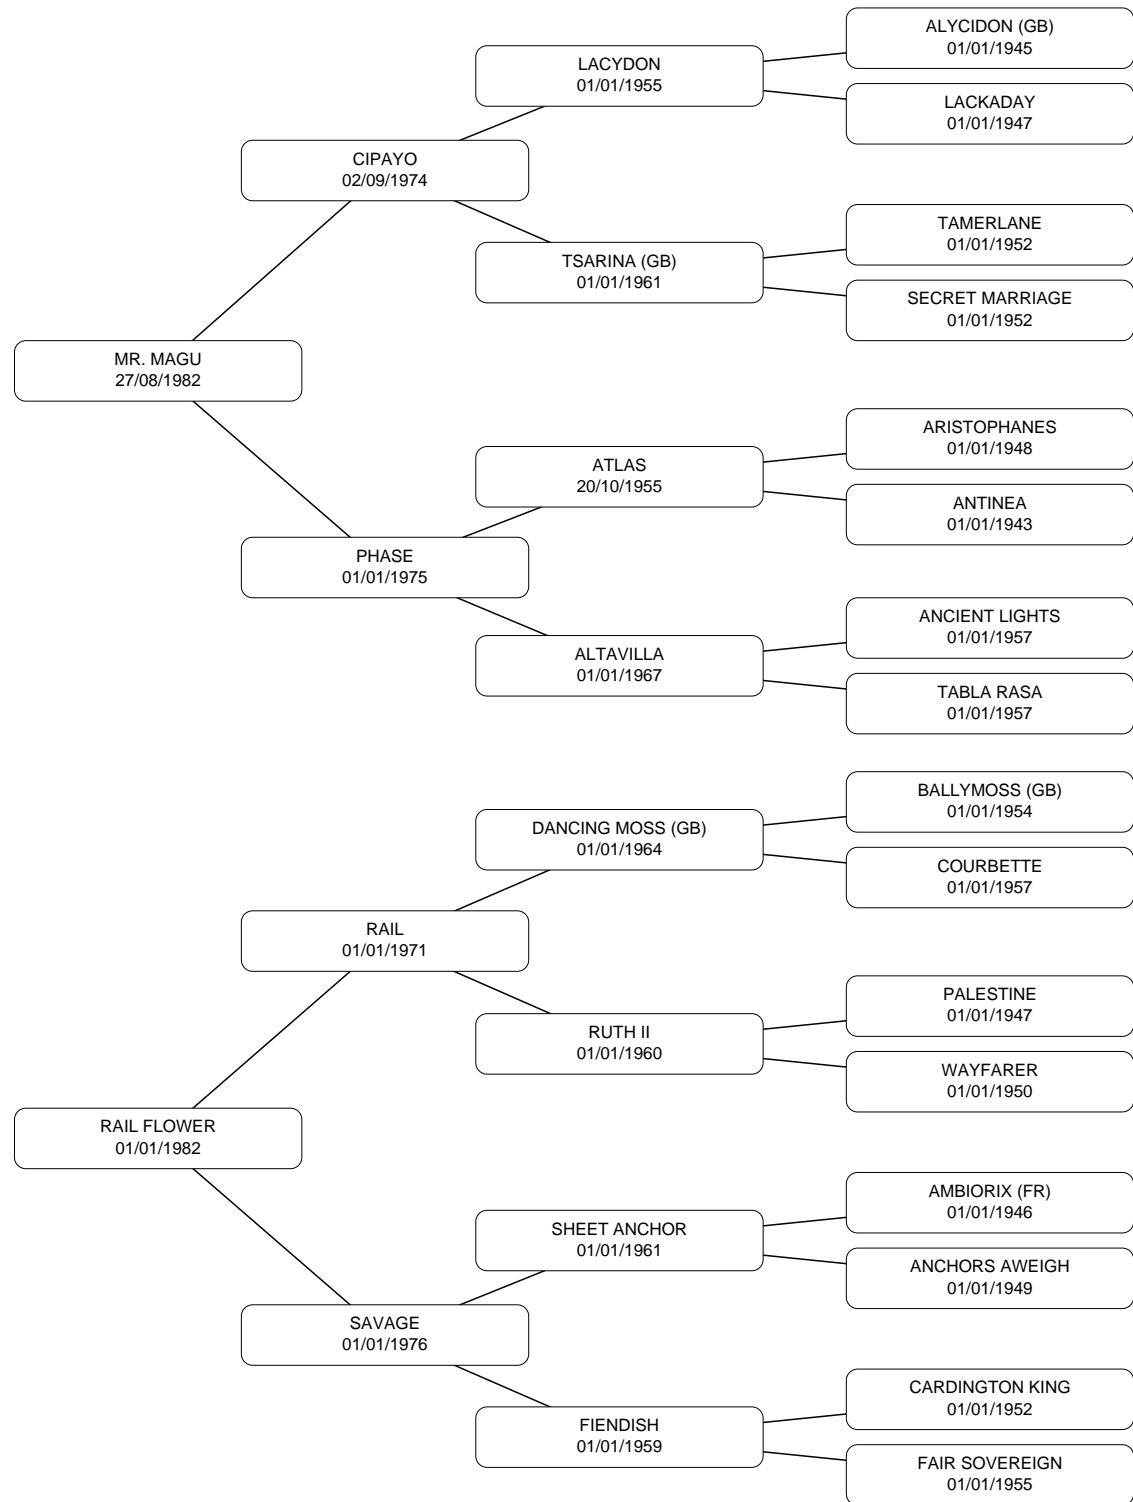 ALYCIDON (GB)
01/01/1945
LACYDON
01/01/1955
LACKADAY
01/01/1947
CIPAYO
02/09/1974
TAMERLANE
01/01/1952
TSARINA (GB)
01/01/1961
SECRET MARRIAGE
01/01/1952
MR. MAGU
27/08/1982
ARISTOPHANES
01/01/1948
ATLAS
20/10/1955
ANTINEA
01/01/1943
PHASE
01/01/1975
ANCIENT LIGHTS
01/01/1957
ALTAVILLA
01/01/1967
TABLA RASA
01/01/1957
BALLYMOSS (GB)
01/01/1954
DANCING MOSS (GB)
01/01/1964
COURBETTE
01/01/1957
RAIL
01/01/1971
PALESTINE
01/01/1947
RUTH II
01/01/1960
WAYFARER
01/01/1950
RAIL FLOWER
01/01/1982
AMBIORIX (FR)
01/01/1946
SHEET ANCHOR
01/01/1961
ANCHORS AWEIGH
01/01/1949
SAVAGE
01/01/1976
CARDINGTON KING
01/01/1952
FIENDISH
01/01/1959
FAIR SOVEREIGN
01/01/1955